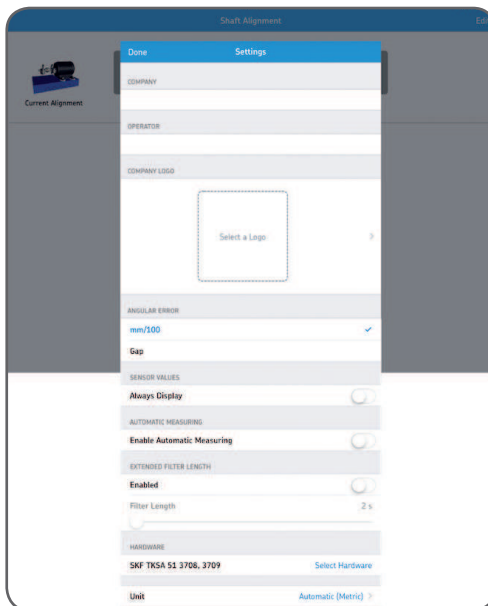 Shaft Alignment Edi
Done Settings
Current Alignment
COMPANY
OPERATOR
COMPANY LOGO
Select a Logo
ANGULAR ERROR
mm/100
Gap
SENSOR VALUES
Always Display
AUTOMATIC MEASURING
Enable Automatic Measuring
EXTENDED FILTER LENGTH
Enabled
Filter Length 2 s
HARDWARE
SKF TKSA 51 3708, 3709 Select Hardware
Unit Automatic (Metric)